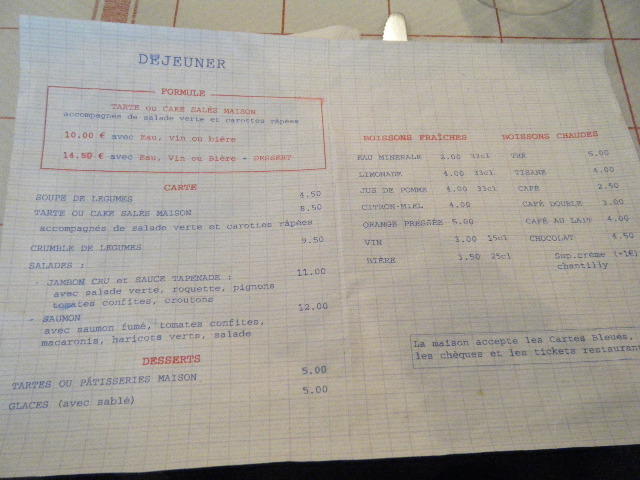 DEJEUNER
FORMULE
TARTE OU CAKE SALÉS MAISON
accompagnés de salade verte et carottes râpées
10.00 € avec Eau, Vin ou bière
14.50 € avec Eau, Vin ou Bière - DESSERT
CARTE
SOUPE DE LEGUMES 4.50
TARTE OU CAKE SALÉS MAISON 8.50
accompagnés de salade verte et carottes râpées
CRUMBLE DE LEGUMES 9.50
SALADES :
- JAMBON CRU et SAUCE TAPENADE : 11.00
avec salade verte, roquette, pignons
tomates confites, croutons
- SAUMON 12.00
avec saumon fumé, tomates confites,
macaronis, haricots verts, salade
DESSERTS
TARTES OU PÂTISSERIES MAISON 5.00
GLACES (avec sablé) 5.00
BOISSONS FRAÎCHES
EAU MINERALE 2.00 33cl
LIMONADE 4.00 33cl
JUS DE POMME 4.00 33cl
CITRON-MIEL 4.00
ORANGE PRESSÉE 5.00
VIN 3.00 15cl
BIÈRE 3.50 25cl
BOISSONS CHAUDES
THE 5.00
TISANE 4.00
CAFÉ 2.50
CAFÉ DOUBLE 3.00
CAFÉ AU LAIT 4.00
CHOCOLAT 4.50
Sup.crème (+1€)
chantilly
La maison accepte les Cartes Bleues,
les chèques et les tickets restaurant